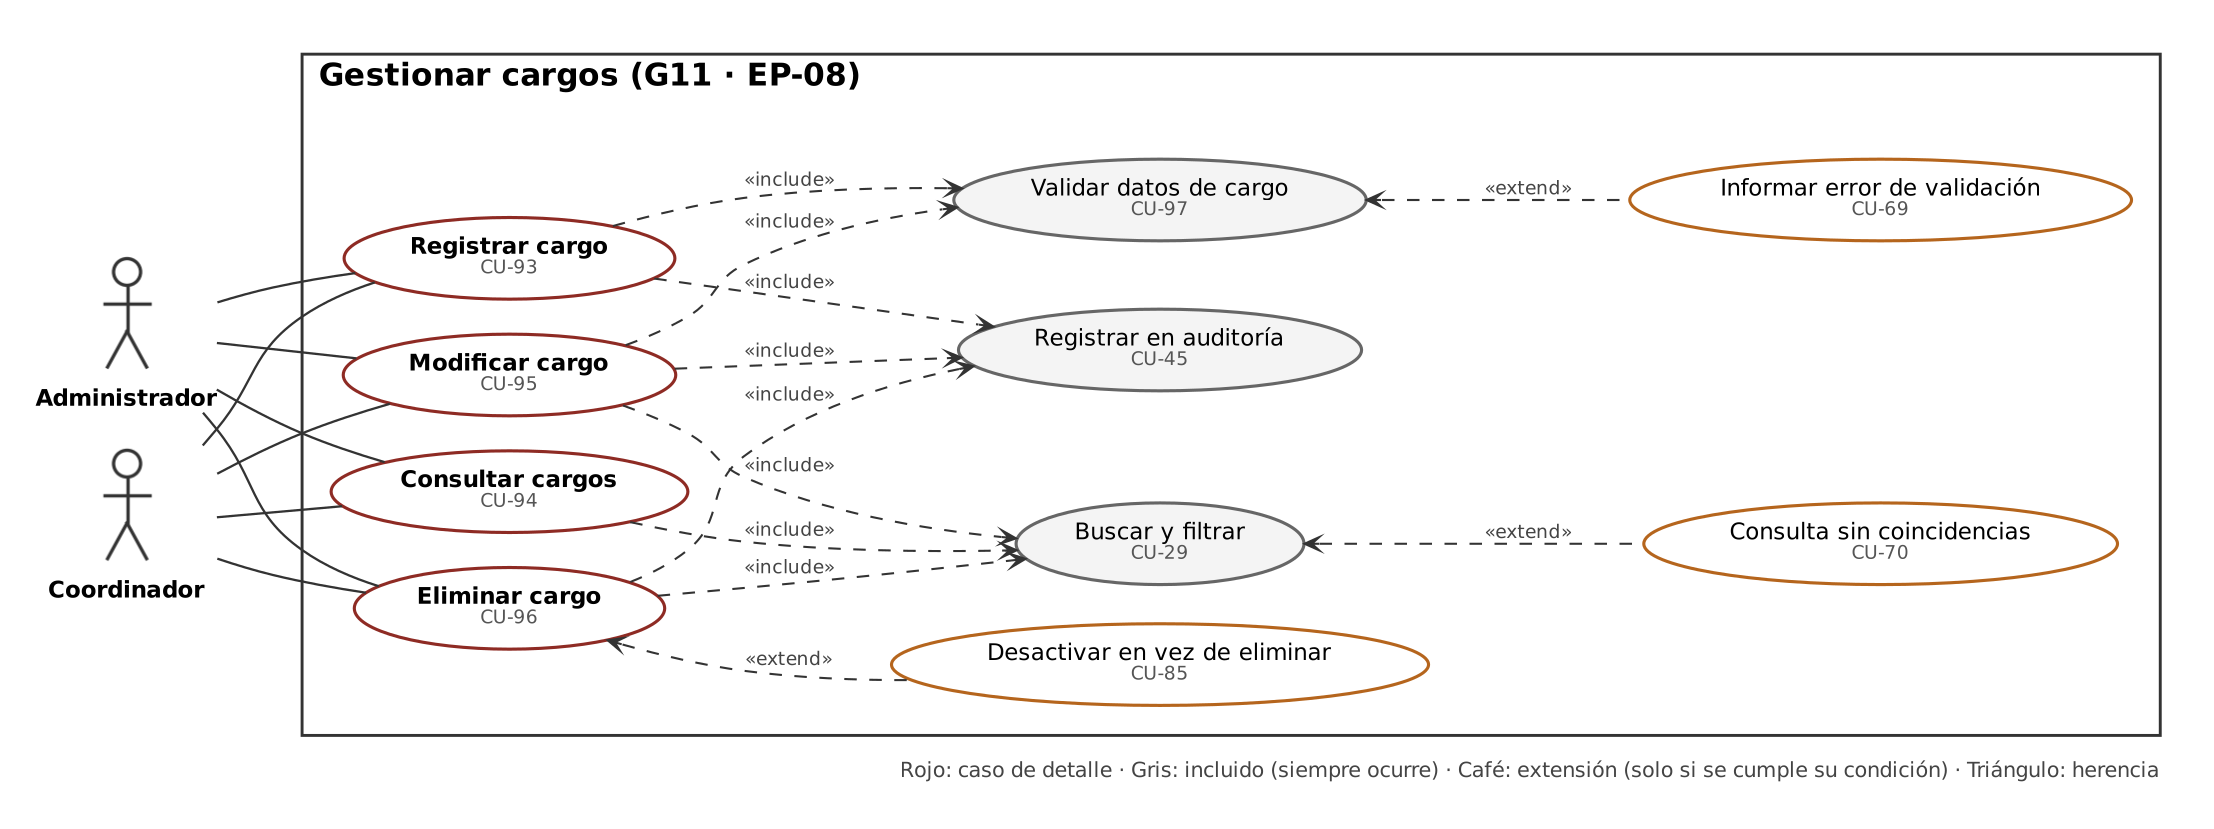 Gestionar cargos (G11 · EP-08)
Administrador
Coordinador
Registrar cargo
CU-93
Modificar cargo
CU-95
Consultar cargos
CU-94
Eliminar cargo
CU-96
«include»
«include»
«include»
«include»
«include»
«include»
«include»
«include»
«extend»
Validar datos de cargo
CU-97
Registrar en auditoría
CU-45
Buscar y filtrar
CU-29
Desactivar en vez de eliminar
CU-85
«extend»
«extend»
Informar error de validación
CU-69
Consulta sin coincidencias
CU-70
Rojo: caso de detalle · Gris: incluido (siempre ocurre) · Café: extensión (solo si se cumple su condición) · Triángulo: herencia